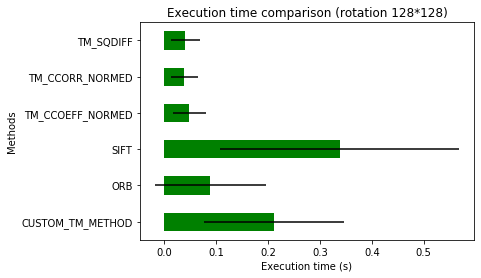 Execution time comparison (rotation 128*128)
Methods
TM_SQDIFF
TM_CCORR_NORMED
TM_CCOEFF_NORMED
SIFT
ORB
CUSTOM_TM_METHOD
0.0 0.1 0.2 0.3 0.4 0.5
Execution time (s)